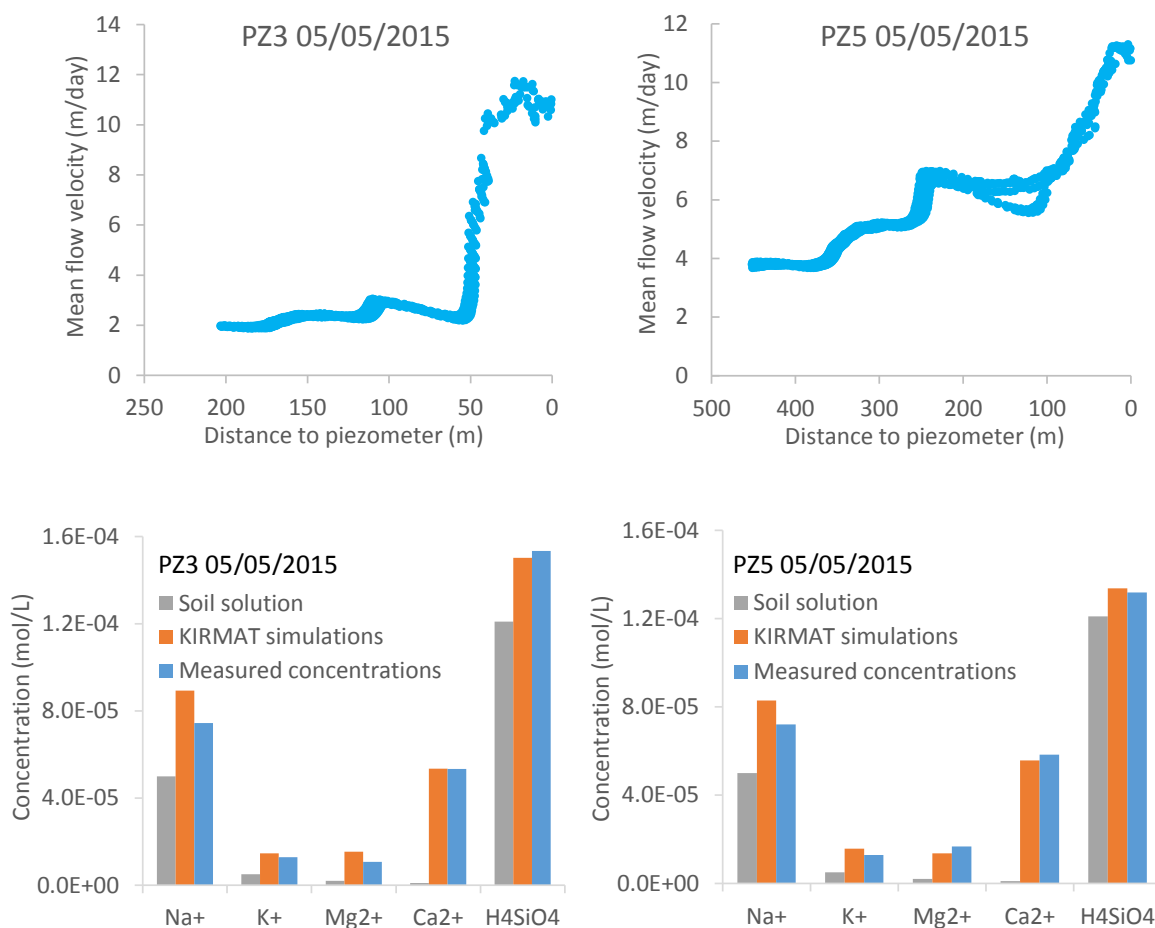 PZ3 05/05/2015
Mean flow velocity (m/day)
14
12
10
8
6
4
2
0
250 200 150 100 50 0
Distance to piezometer (m)
PZ5 05/05/2015
Mean flow velocity (m/day)
12
10
8
6
4
2
0
500 400 300 200 100 0
Distance to piezometer (m)
PZ3 05/05/2015
Soil solution
KIRMAT simulations
Measured concentrations
Concentration (mol/L)
1.6E-04
1.2E-04
8.0E-05
4.0E-05
0.0E+00
Na+ K+ Mg2+ Ca2+ H4SiO4
PZ5 05/05/2015
Soil solution
KIRMAT simulations
Measured concentrations
Concentration (mol/L)
1.6E-04
1.2E-04
8.0E-05
4.0E-05
0.0E+00
Na+ K+ Mg2+ Ca2+ H4SiO4